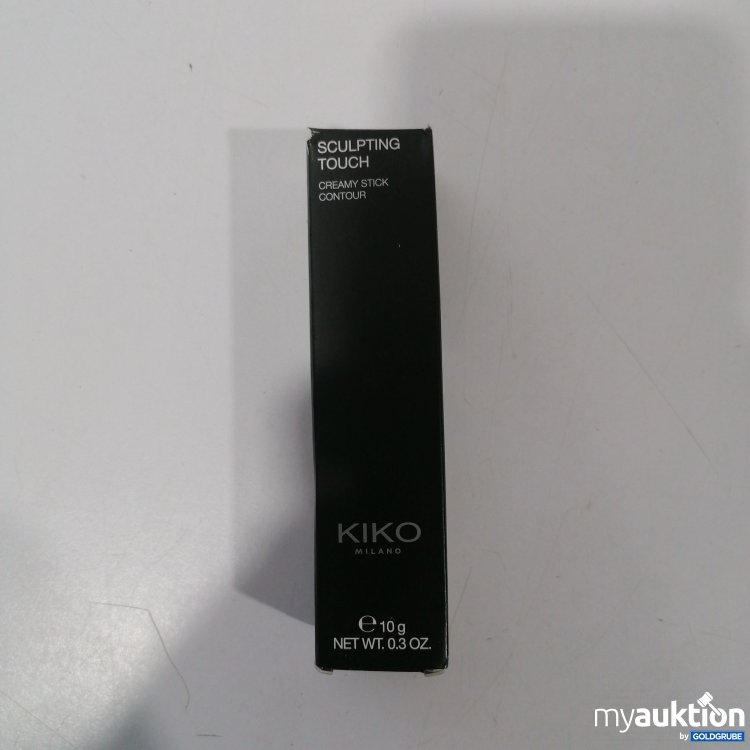 SCULPTING
TOUCH
CREAMY STICK
CONTOUR
KIKO
MILANO
℮ 10 g
NET WT. 0.3 OZ.
myauktion
by GOLDGRUBE